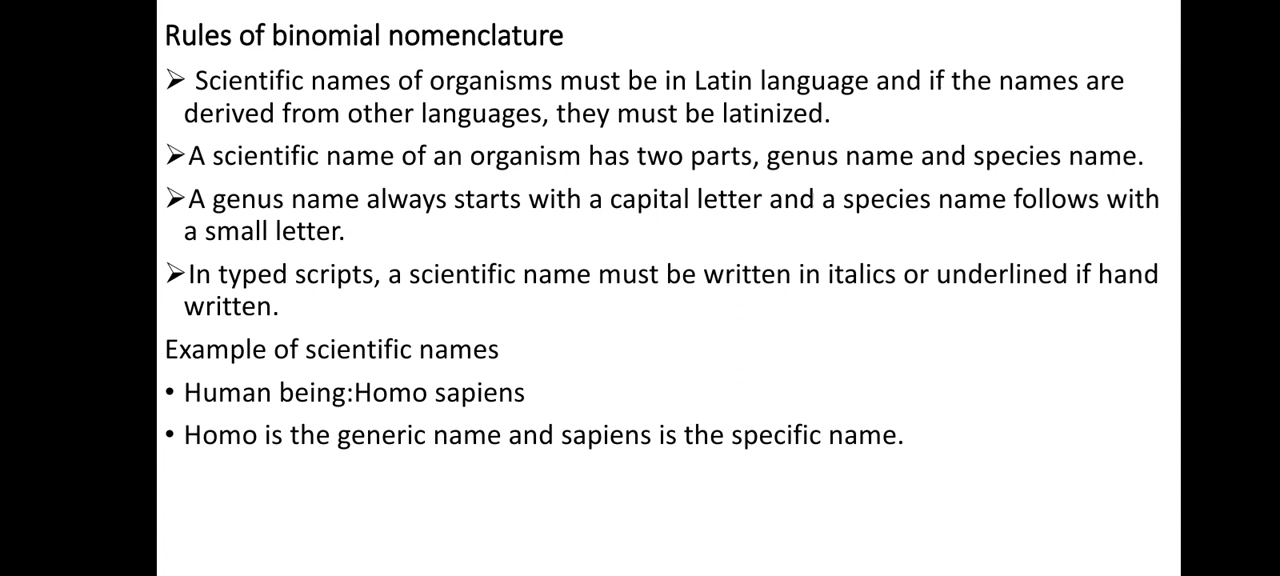 Rules of binomial nomenclature
➢ Scientific names of organisms must be in Latin language and if the names are
derived from other languages, they must be latinized.
➢A scientific name of an organism has two parts, genus name and species name.
➢A genus name always starts with a capital letter and a species name follows with
a small letter.
➢In typed scripts, a scientific name must be written in italics or underlined if hand
written.
Example of scientific names
• Human being:Homo sapiens
• Homo is the generic name and sapiens is the specific name.